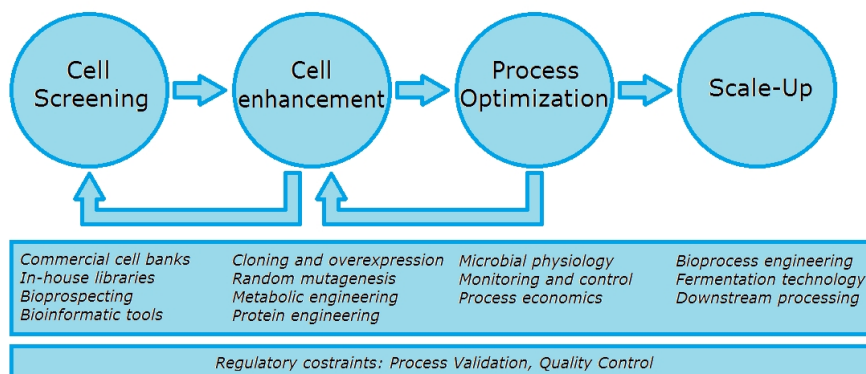 Cell
Screening
Cell
enhancement
Process
Optimization
Scale-Up
Commercial cell banks
In-house libraries
Bioprospecting
Bioinformatic tools
Cloning and overexpression
Random mutagenesis
Metabolic engineering
Protein engineering
Microbial physiology
Monitoring and control
Process economics
Bioprocess engineering
Fermentation technology
Downstream processing
Regulatory costraints: Process Validation, Quality Control